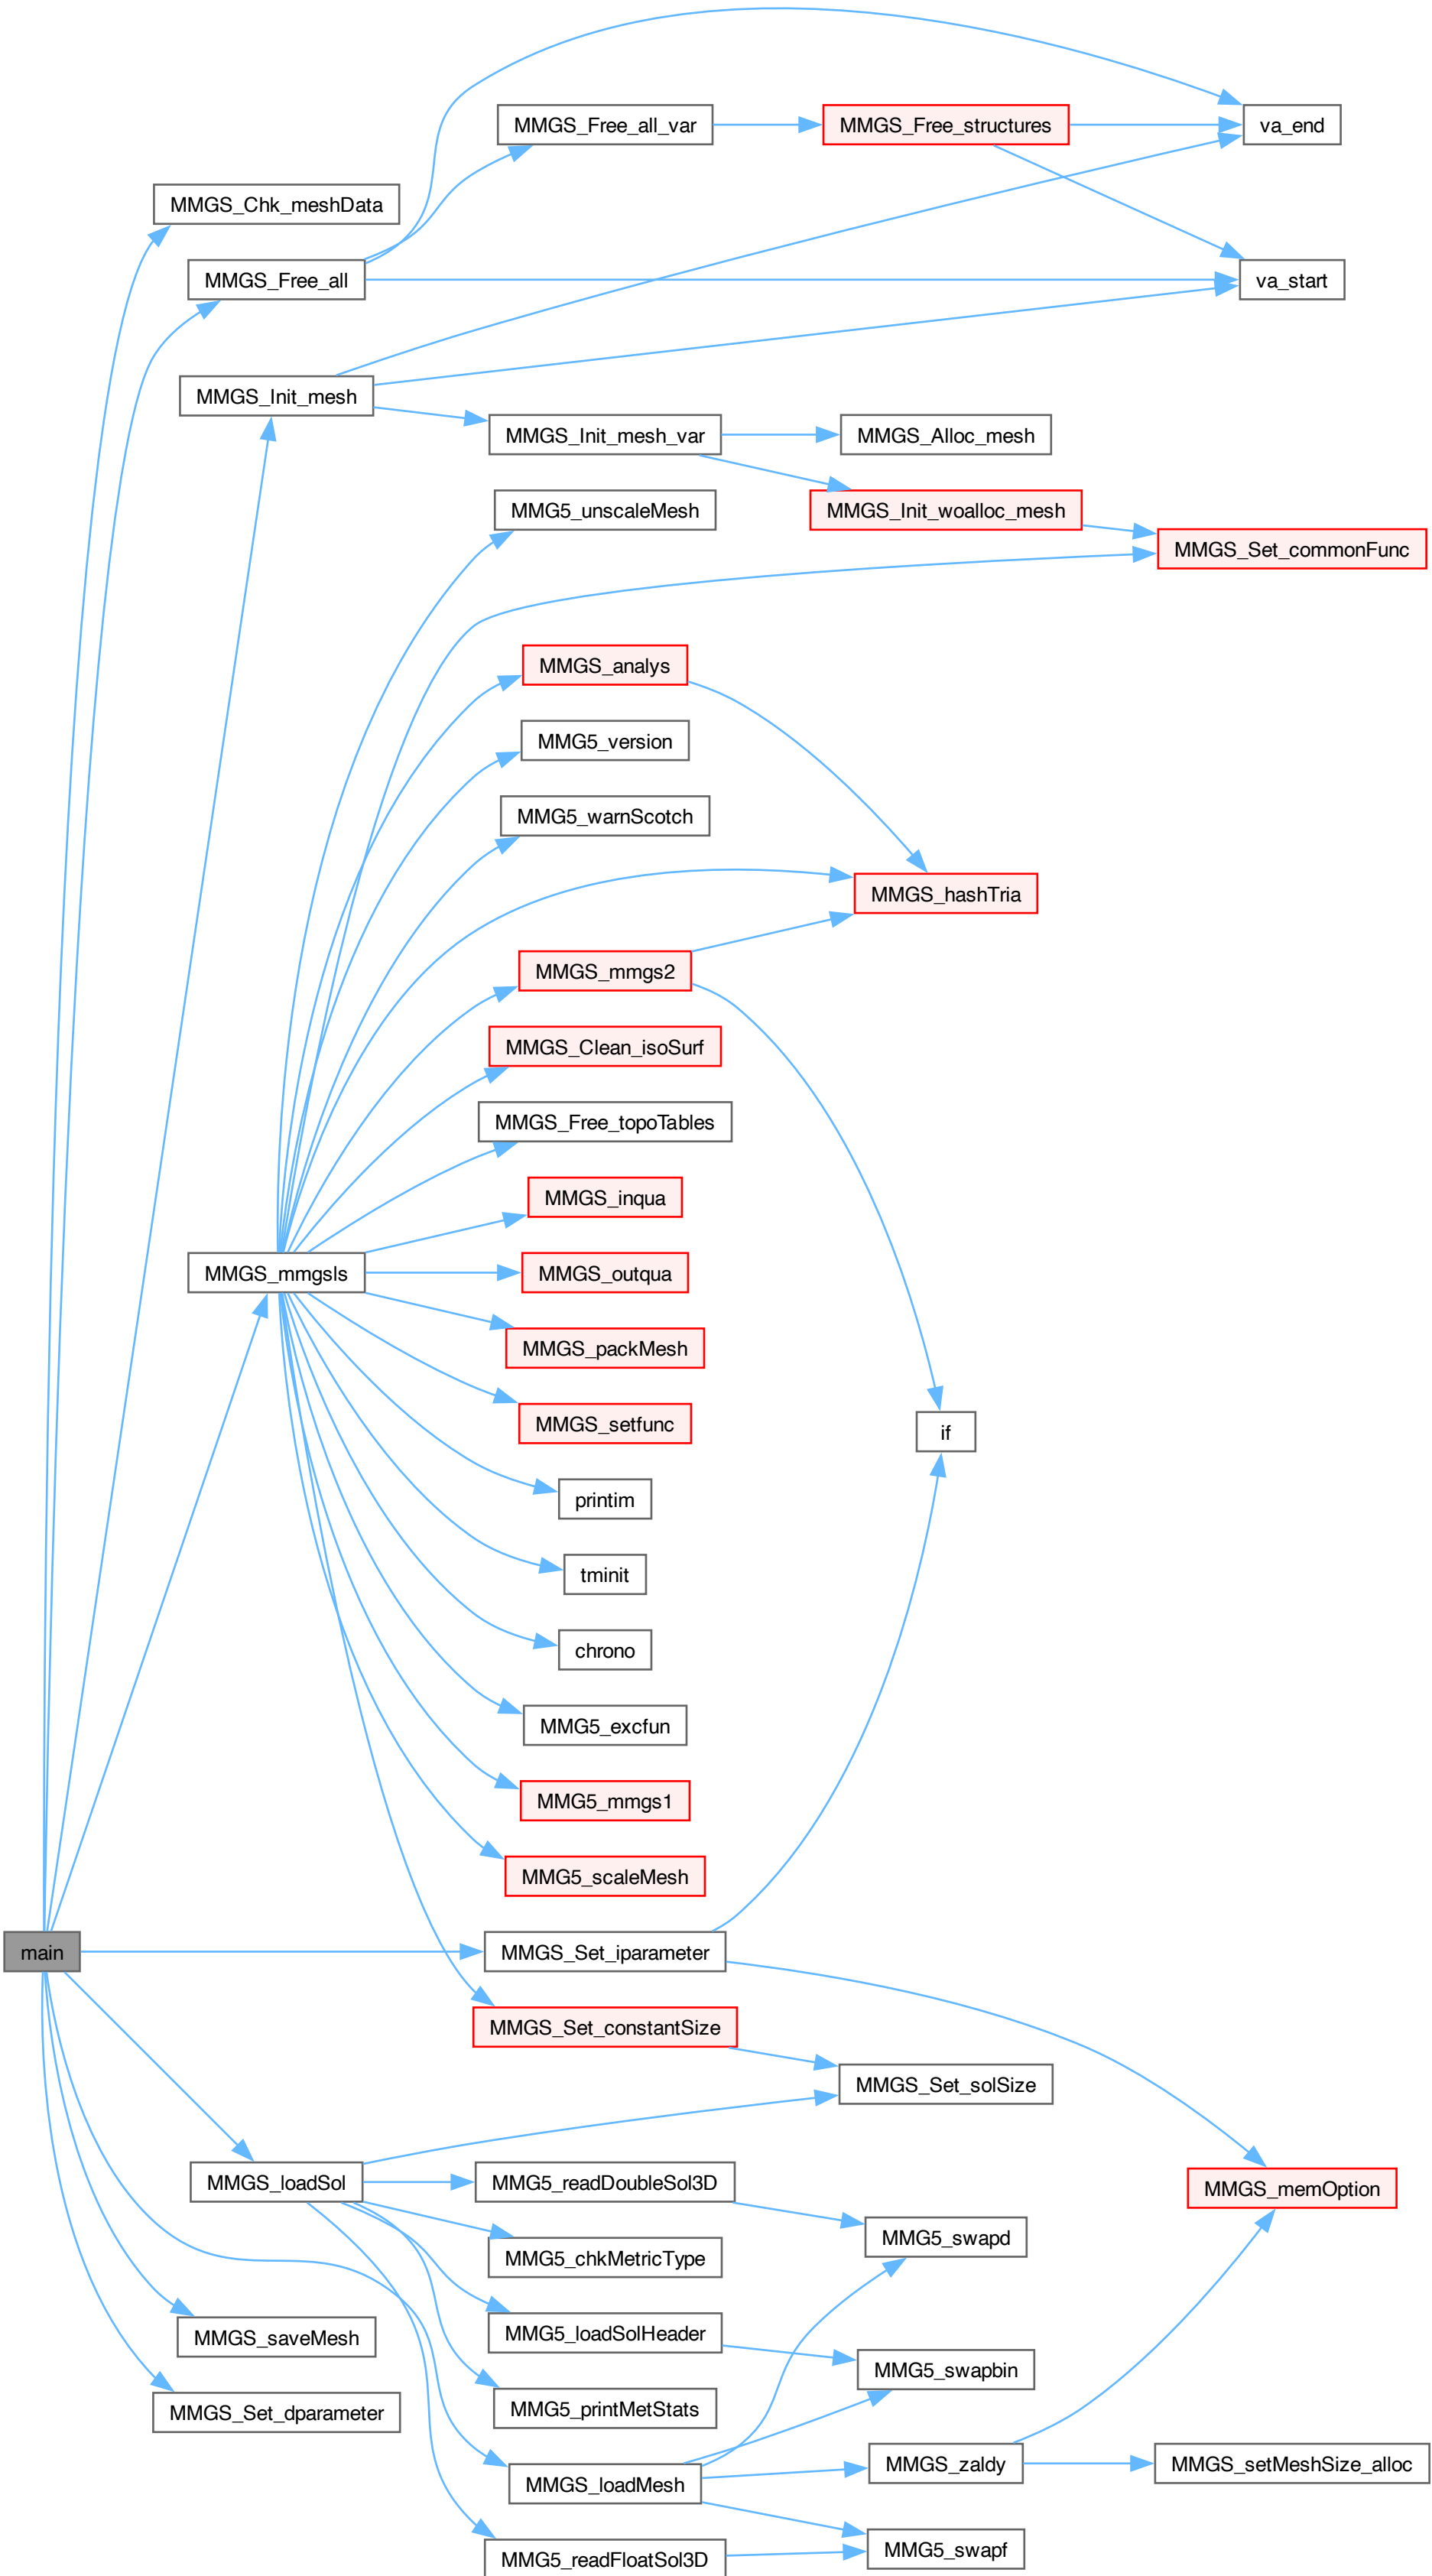 MMGS_Free_all_var
MMGS_Free_structures
va_end
MMGS_Chk_meshData
MMGS_Free_all
va_start
MMGS_Init_mesh
MMGS_Init_mesh_var
MMGS_Alloc_mesh
MMG5_unscaleMesh
MMGS_Init_woalloc_mesh
MMGS_Set_commonFunc
MMGS_analys
MMG5_version
MMG5_warnScotch
MMGS_hashTria
MMGS_mmgs2
MMGS_Clean_isoSurf
MMGS_Free_topoTables
MMGS_inqua
MMGS_mmgsls
MMGS_outqua
MMGS_packMesh
MMGS_setfunc
if
printim
tminit
chrono
MMG5_excfun
MMG5_mmgs1
MMG5_scaleMesh
main
MMGS_Set_iparameter
MMGS_Set_constantSize
MMGS_Set_solSize
MMGS_loadSol
MMG5_readDoubleSol3D
MMGS_memOption
MMG5_swapd
MMG5_chkMetricType
MMGS_saveMesh
MMG5_loadSolHeader
MMG5_swapbin
MMGS_Set_dparameter
MMG5_printMetStats
MMGS_loadMesh
MMGS_zaldy
MMGS_setMeshSize_alloc
MMG5_readFloatSol3D
MMG5_swapf